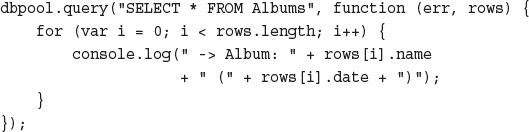 dbpool.query("SELECT * FROM Albums", function (err, rows) {
    for (var i = 0; i < rows.length; i++) {
        console.log(" -> Album: " + rows[i].name
                    + " (" + rows[i].date + ")");
    }
});